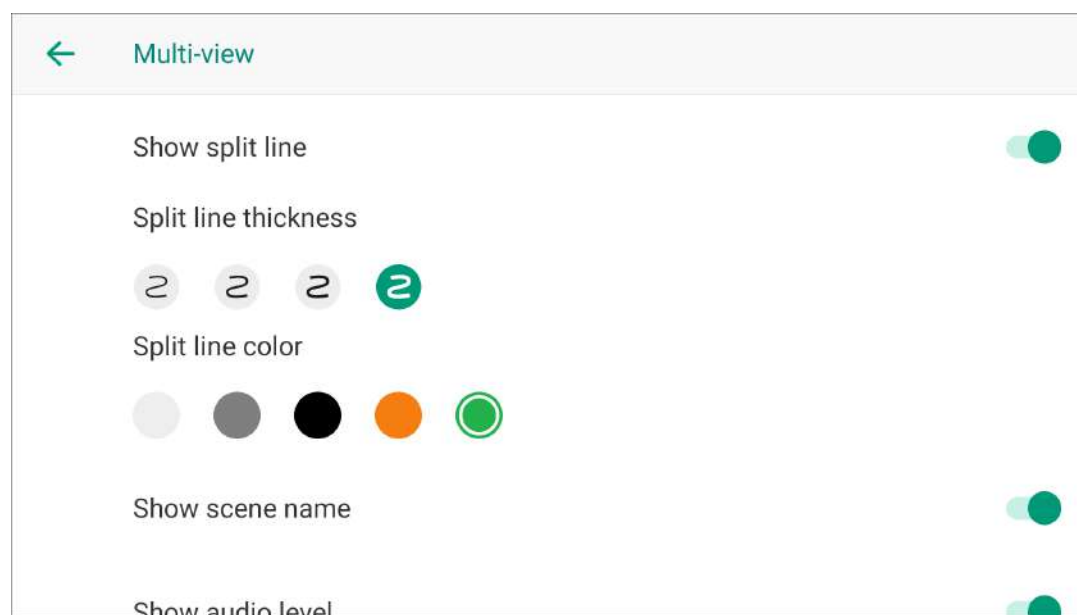 Multi-view
Show split line
Split line thickness
Split line color
Show scene name
Show audio level